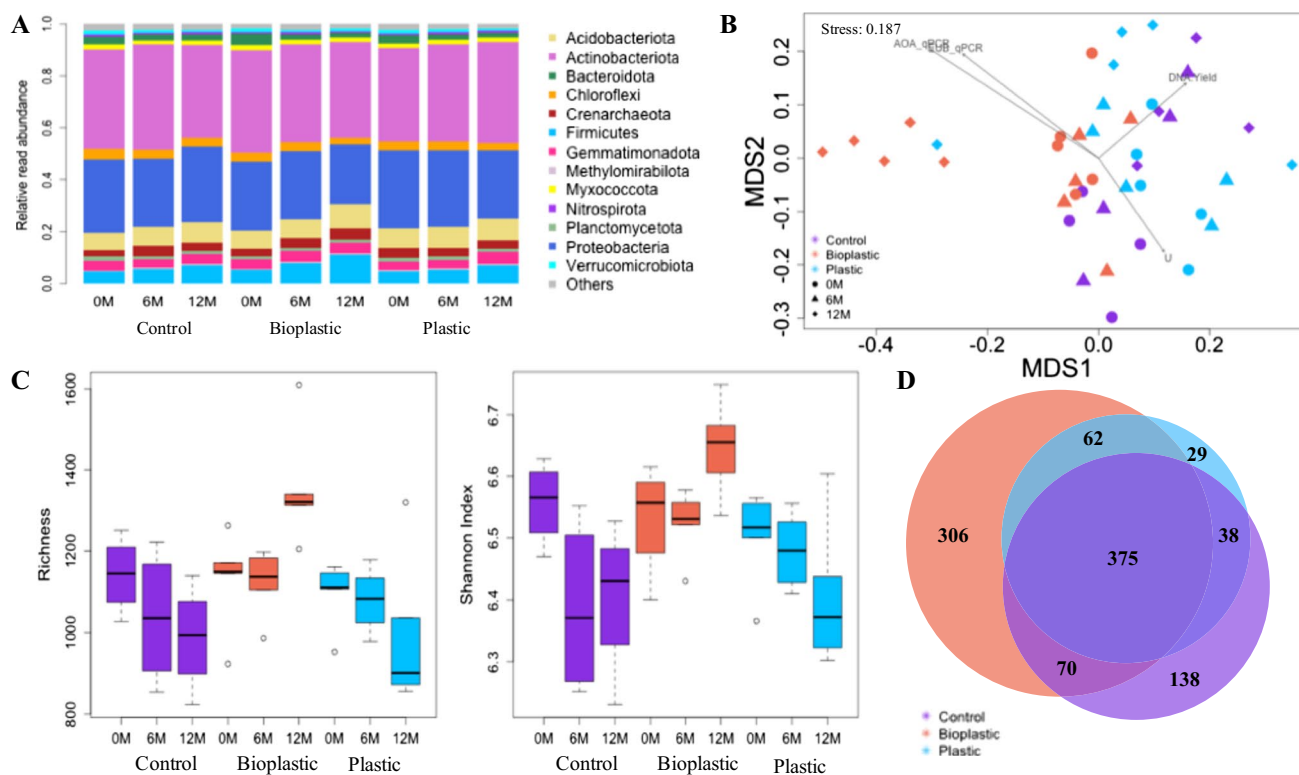 A
Relative read abundance
1.0
0.8
0.6
0.4
0.2
0.0
0M 6M 12M 0M 6M 12M 0M 6M 12M
Control Bioplastic Plastic
Acidobacteriota
Actinobacteriota
Bacteroidota
Chloroflexi
Crenarchaeota
Firmicutes
Gemmatimonadota
Methylomirabilota
Myxococcota
Nitrospirota
Planctomycetota
Proteobacteria
Verrucomicrobiota
Others
B
Stress: 0.187
AOA_qPCR
qPCR
DNA.Yield
U
MDS2
0.2
0.1
0.0
-0.1
-0.2
-0.3
Control
Bioplastic
Plastic
0M
6M
12M
-0.4 -0.2 0.0 0.2
MDS1
C
Richness
1600
1400
1200
1000
800
0M 6M 12M 0M 6M 12M 0M 6M 12M
Control Bioplastic Plastic
Shannon Index
6.7
6.6
6.5
6.4
6.3
0M 6M 12M 0M 6M 12M 0M 6M 12M
Control Bioplastic Plastic
D
62
29
306
375
38
70
138
Control
Bioplastic
Plastic